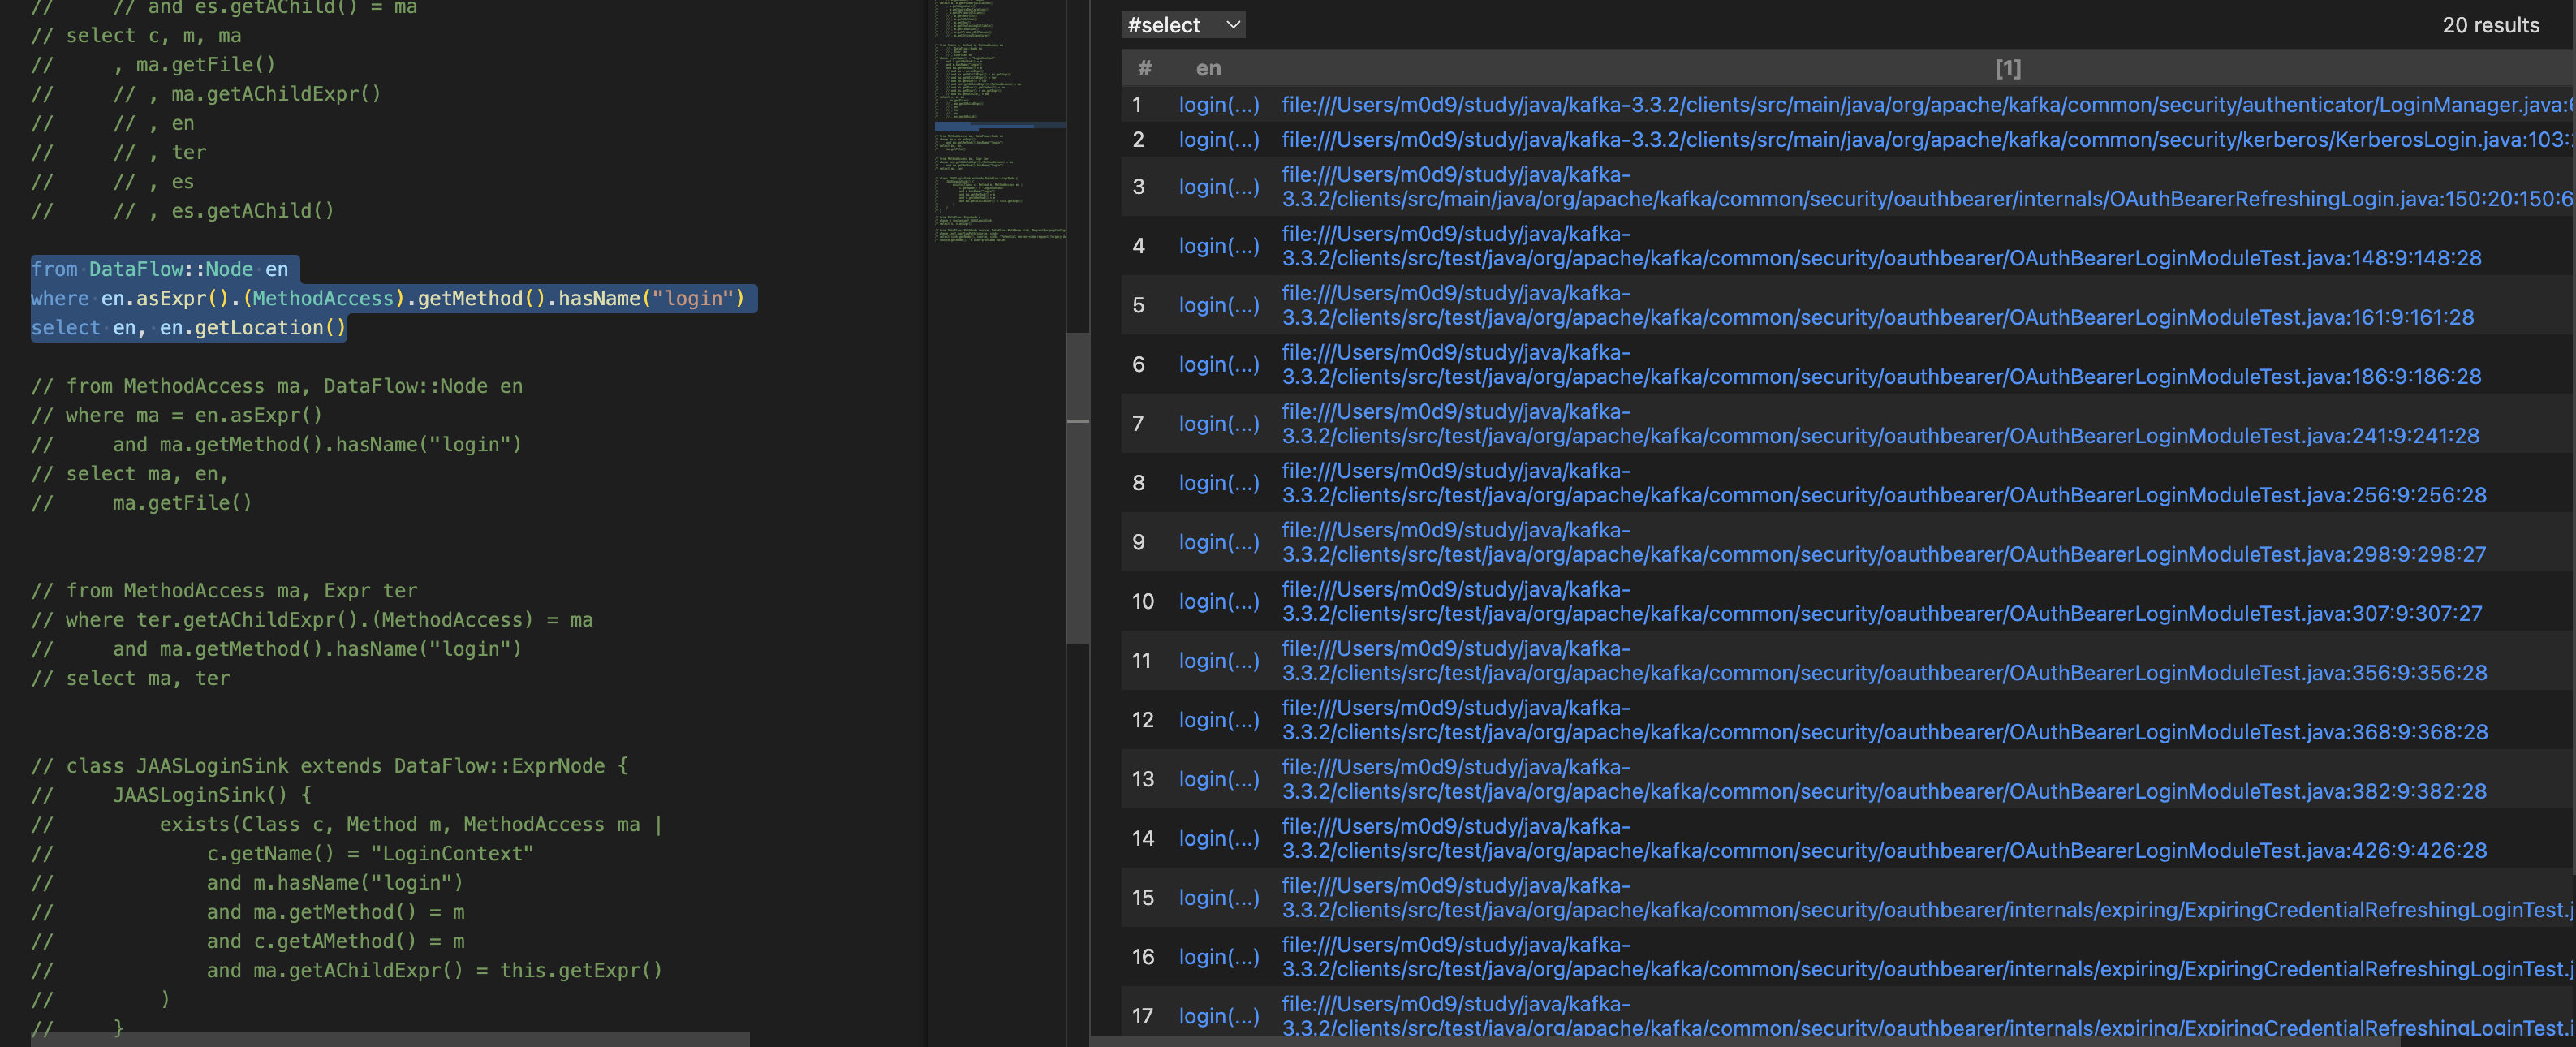 //      // and es.getAChild() = ma
// select c, m, ma
//      , ma.getFile()
//      // , ma.getAChildExpr()
//      // , en
//      // , ter
//      // , es
//      // , es.getAChild()
from DataFlow::Node en
where en.asExpr().(MethodAccess).getMethod().hasName("login")
select en, en.getLocation()
// from MethodAccess ma, DataFlow::Node en
// where ma = en.asExpr()
//     and ma.getMethod().hasName("login")
// select ma, en,
//     ma.getFile()
// from MethodAccess ma, Expr ter
// where ter.getAChildExpr().(MethodAccess) = ma
//     and ma.getMethod().hasName("login")
// select ma, ter
// class JAASLoginSink extends DataFlow::ExprNode {
//     JAASLoginSink() {
//         exists(Class c, Method m, MethodAccess ma |
//             c.getName() = "LoginContext"
//             and m.hasName("login")
//             and ma.getMethod() = m
//             and c.getAMethod() = m
//             and ma.getAChildExpr() = this.getExpr()
//         )
//     }
#select
20 results
# en [1]
1 login(...) file:///Users/m0d9/study/java/kafka-3.3.2/clients/src/main/java/org/apache/kafka/common/security/authenticator/LoginManager.java:6
2 login(...) file:///Users/m0d9/study/java/kafka-3.3.2/clients/src/main/java/org/apache/kafka/common/security/kerberos/KerberosLogin.java:103:
3 login(...) file:///Users/m0d9/study/java/kafka-
3.3.2/clients/src/main/java/org/apache/kafka/common/security/oauthbearer/internals/OAuthBearerRefreshingLogin.java:150:20:150:6
4 login(...) file:///Users/m0d9/study/java/kafka-
3.3.2/clients/src/test/java/org/apache/kafka/common/security/oauthbearer/OAuthBearerLoginModuleTest.java:148:9:148:28
5 login(...) file:///Users/m0d9/study/java/kafka-
3.3.2/clients/src/test/java/org/apache/kafka/common/security/oauthbearer/OAuthBearerLoginModuleTest.java:161:9:161:28
6 login(...) file:///Users/m0d9/study/java/kafka-
3.3.2/clients/src/test/java/org/apache/kafka/common/security/oauthbearer/OAuthBearerLoginModuleTest.java:186:9:186:28
7 login(...) file:///Users/m0d9/study/java/kafka-
3.3.2/clients/src/test/java/org/apache/kafka/common/security/oauthbearer/OAuthBearerLoginModuleTest.java:241:9:241:28
8 login(...) file:///Users/m0d9/study/java/kafka-
3.3.2/clients/src/test/java/org/apache/kafka/common/security/oauthbearer/OAuthBearerLoginModuleTest.java:256:9:256:28
9 login(...) file:///Users/m0d9/study/java/kafka-
3.3.2/clients/src/test/java/org/apache/kafka/common/security/oauthbearer/OAuthBearerLoginModuleTest.java:298:9:298:27
10 login(...) file:///Users/m0d9/study/java/kafka-
3.3.2/clients/src/test/java/org/apache/kafka/common/security/oauthbearer/OAuthBearerLoginModuleTest.java:307:9:307:27
11 login(...) file:///Users/m0d9/study/java/kafka-
3.3.2/clients/src/test/java/org/apache/kafka/common/security/oauthbearer/OAuthBearerLoginModuleTest.java:356:9:356:28
12 login(...) file:///Users/m0d9/study/java/kafka-
3.3.2/clients/src/test/java/org/apache/kafka/common/security/oauthbearer/OAuthBearerLoginModuleTest.java:368:9:368:28
13 login(...) file:///Users/m0d9/study/java/kafka-
3.3.2/clients/src/test/java/org/apache/kafka/common/security/oauthbearer/OAuthBearerLoginModuleTest.java:382:9:382:28
14 login(...) file:///Users/m0d9/study/java/kafka-
3.3.2/clients/src/test/java/org/apache/kafka/common/security/oauthbearer/OAuthBearerLoginModuleTest.java:426:9:426:28
15 login(...) file:///Users/m0d9/study/java/kafka-
3.3.2/clients/src/test/java/org/apache/kafka/common/security/oauthbearer/internals/expiring/ExpiringCredentialRefreshingLoginTest.j
16 login(...) file:///Users/m0d9/study/java/kafka-
3.3.2/clients/src/test/java/org/apache/kafka/common/security/oauthbearer/internals/expiring/ExpiringCredentialRefreshingLoginTest.j
17 login(...) file:///Users/m0d9/study/java/kafka-
3.3.2/clients/src/test/java/org/apache/kafka/common/security/oauthbearer/internals/expiring/ExpiringCredentialRefreshingLoginTest.j